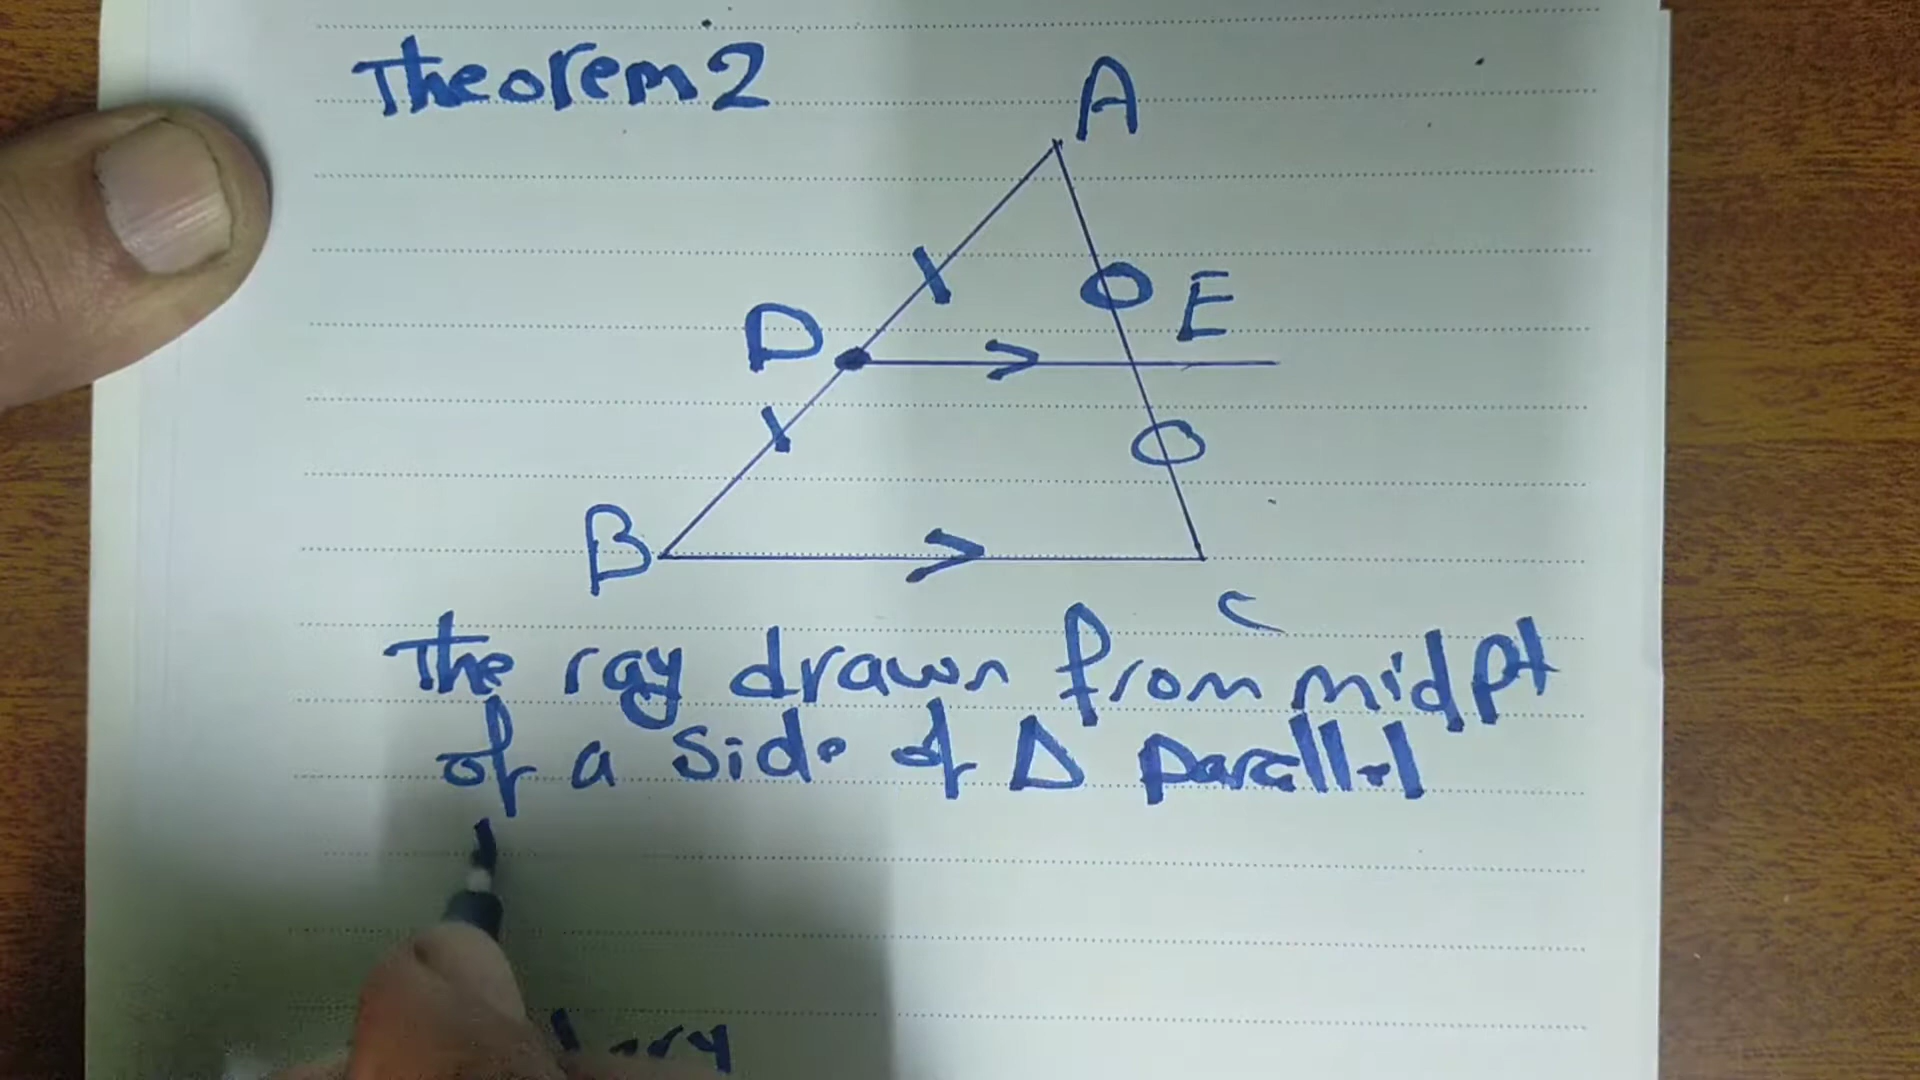 Theorem 2
A
D
E
B
C
The ray drawn from midpt
of a side of Δ parallel